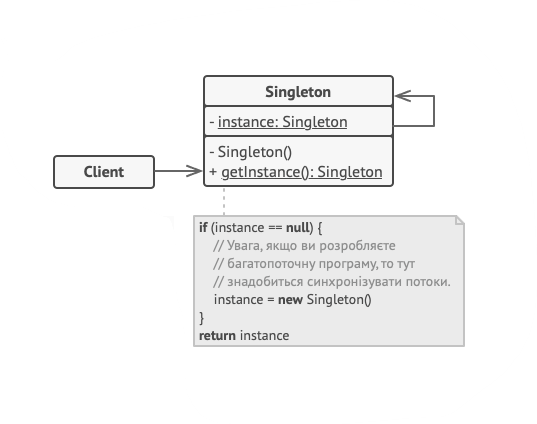 Singleton
- instance: Singleton
- Singleton()
+ getInstance(): Singleton
Client
if (instance == null) {
// Увага, якщо ви розробляєте
// багатопоточну програму, то тут
// знадобиться синхронізувати потоки.
instance = new Singleton()
}
return instance